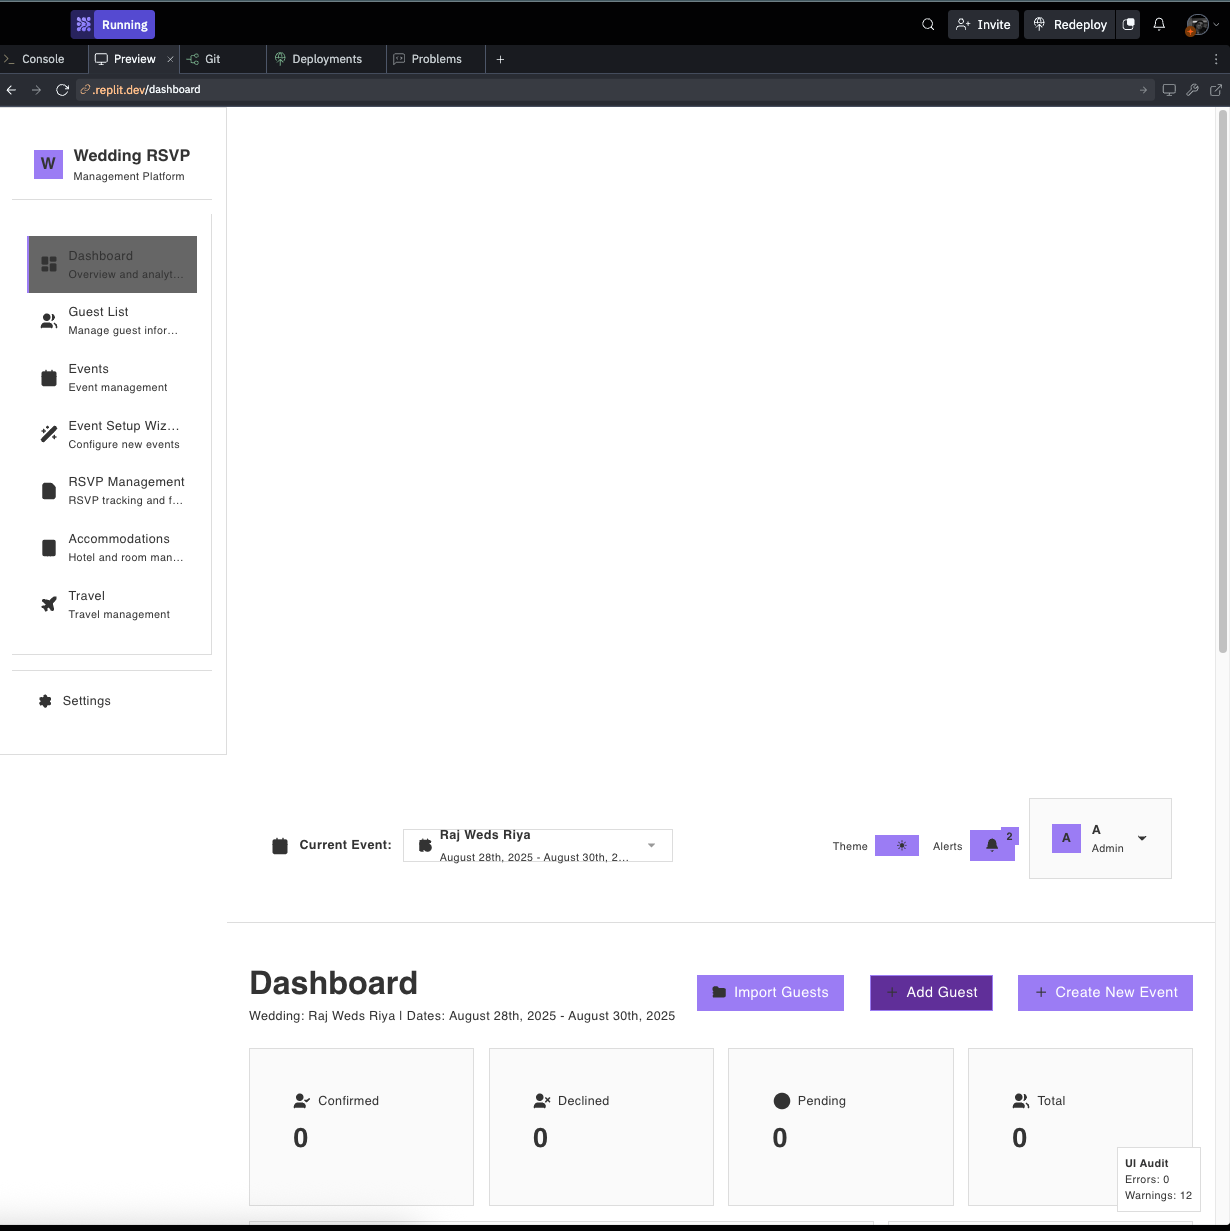 Running
Invite
Redeploy
Console
Preview
Git
Deployments
Problems
.replit.dev/dashboard
W
Wedding RSVP
Management Platform
Dashboard
Overview and analyt...
Guest List
Manage guest infor...
Events
Event management
Event Setup Wiz...
Configure new events
RSVP Management
RSVP tracking and f...
Accommodations
Hotel and room man...
Travel
Travel management
Settings
Current Event:
Raj Weds Riya
August 28th, 2025 - August 30th, 2...
Theme
Alerts
2
A
A
Admin
Dashboard
Wedding: Raj Weds Riya | Dates: August 28th, 2025 - August 30th, 2025
Import Guests
+ Add Guest
+ Create New Event
Confirmed
0
Declined
0
Pending
0
Total
0
UI Audit
Errors: 0
Warnings: 12